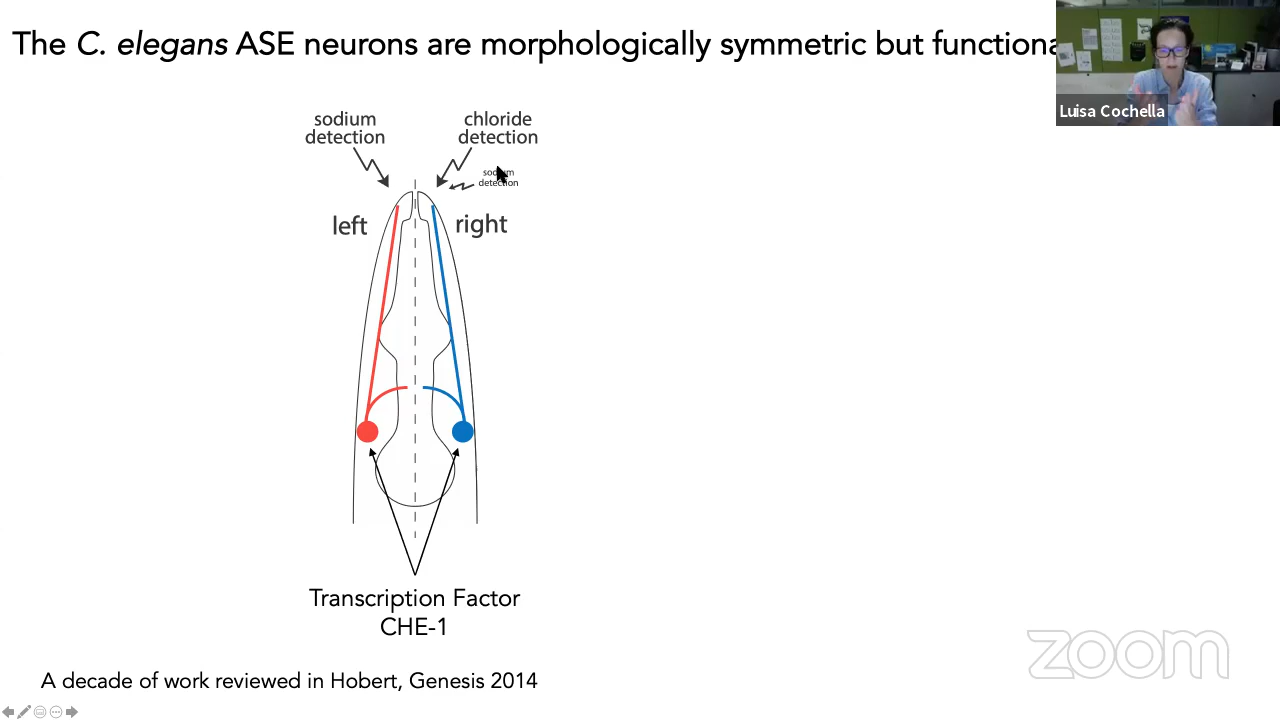 The C. elegans ASE neurons are morphologically symmetric but functiona
Luisa Cochella
sodium
detection
chloride
detection
detection
left
right
Transcription Factor
CHE-1
A decade of work reviewed in Hobert, Genesis 2014
zoom